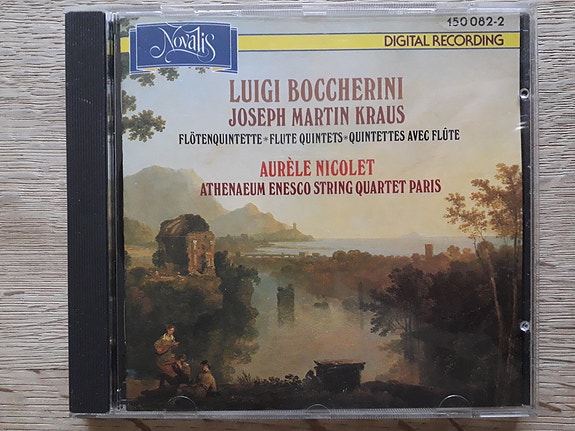 150 082-2
Novalis
DIGITAL RECORDING
LUIGI BOCCHERINI
JOSEPH MARTIN KRAUS
FLÖTENQUINTETTE * FLUTE QUINTETS * QUINTETTES AVEC FLÛTE
AURÈLE NICOLET
ATHENAEUM ENESCO STRING QUARTET PARIS